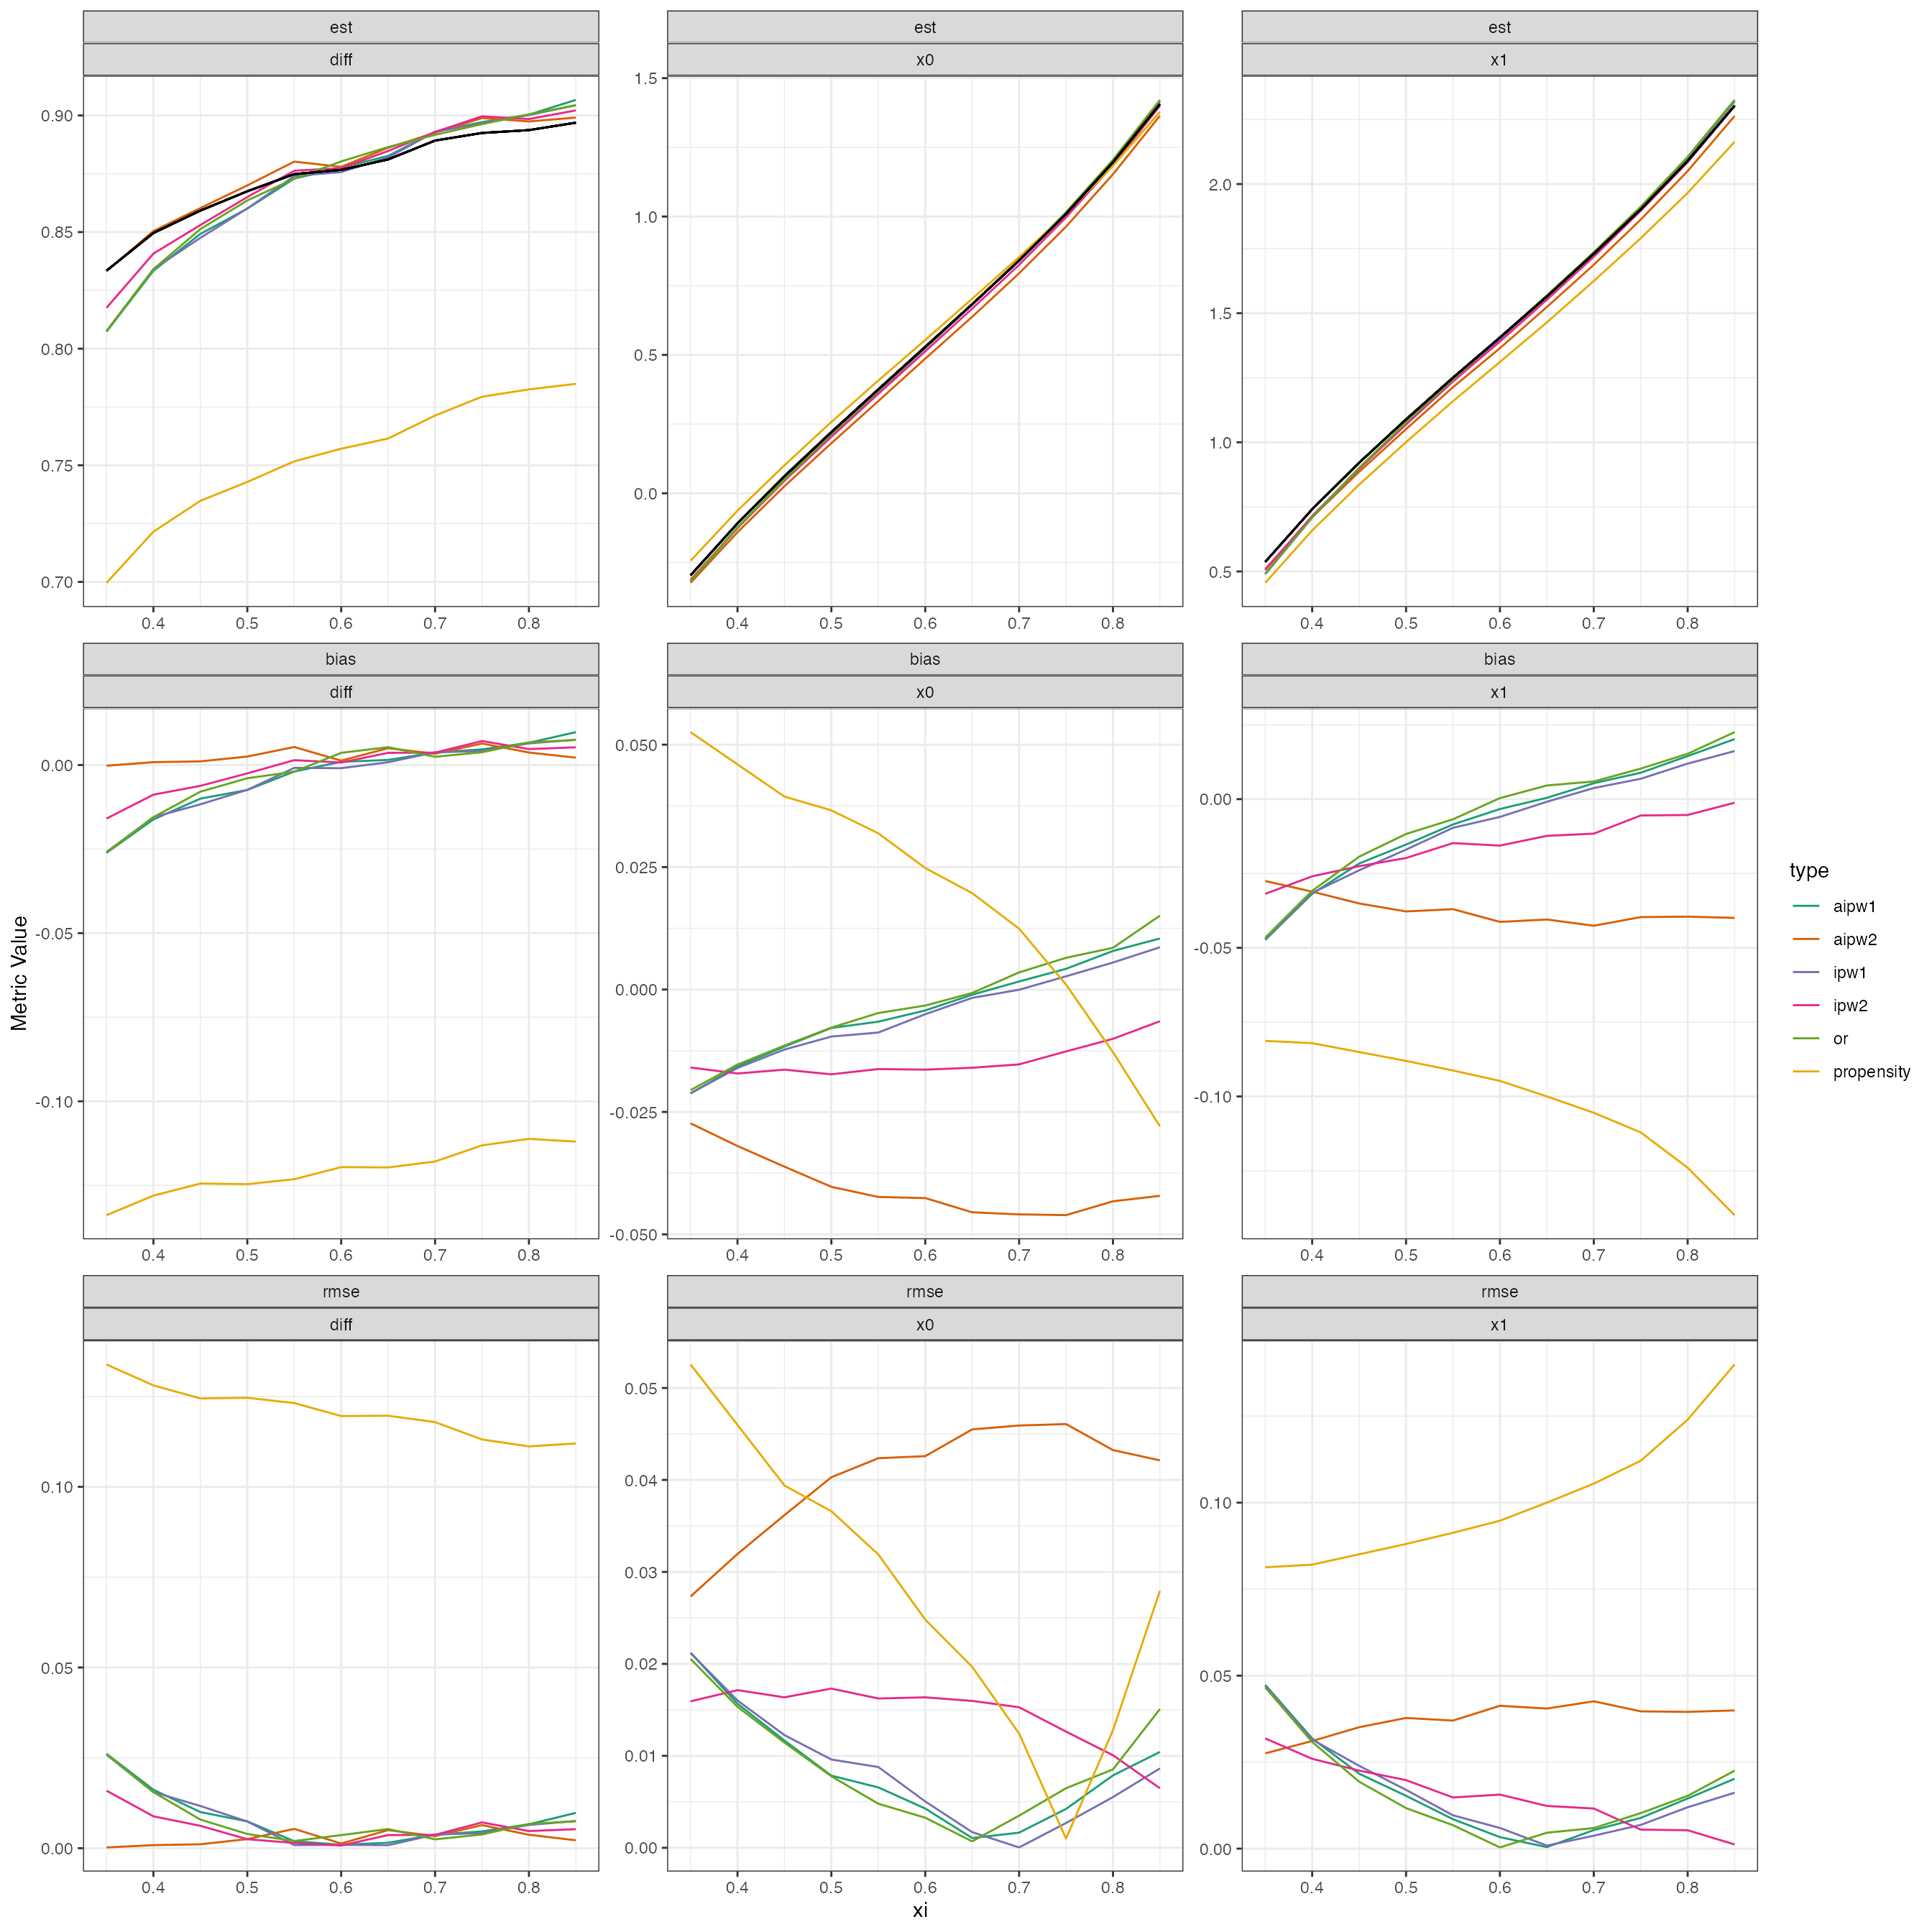 est
diff
0.90
0.85
0.80
0.75
0.70
0.4 0.5 0.6 0.7 0.8
est
x0
1.5
1.0
0.5
0.0
0.4 0.5 0.6 0.7 0.8
est
x1
2.0
1.5
1.0
0.5
0.4 0.5 0.6 0.7 0.8
Metric Value
bias
diff
0.00
-0.05
-0.10
0.4 0.5 0.6 0.7 0.8
bias
x0
0.050
0.025
0.000
-0.025
-0.050
0.4 0.5 0.6 0.7 0.8
bias
x1
0.00
-0.05
-0.10
0.4 0.5 0.6 0.7 0.8
rmse
diff
0.10
0.05
0.00
0.4 0.5 0.6 0.7 0.8
rmse
x0
0.05
0.04
0.03
0.02
0.01
0.00
0.4 0.5 0.6 0.7 0.8
rmse
x1
0.10
0.05
0.00
0.4 0.5 0.6 0.7 0.8
xi
type
aipw1
aipw2
ipw1
ipw2
or
propensity